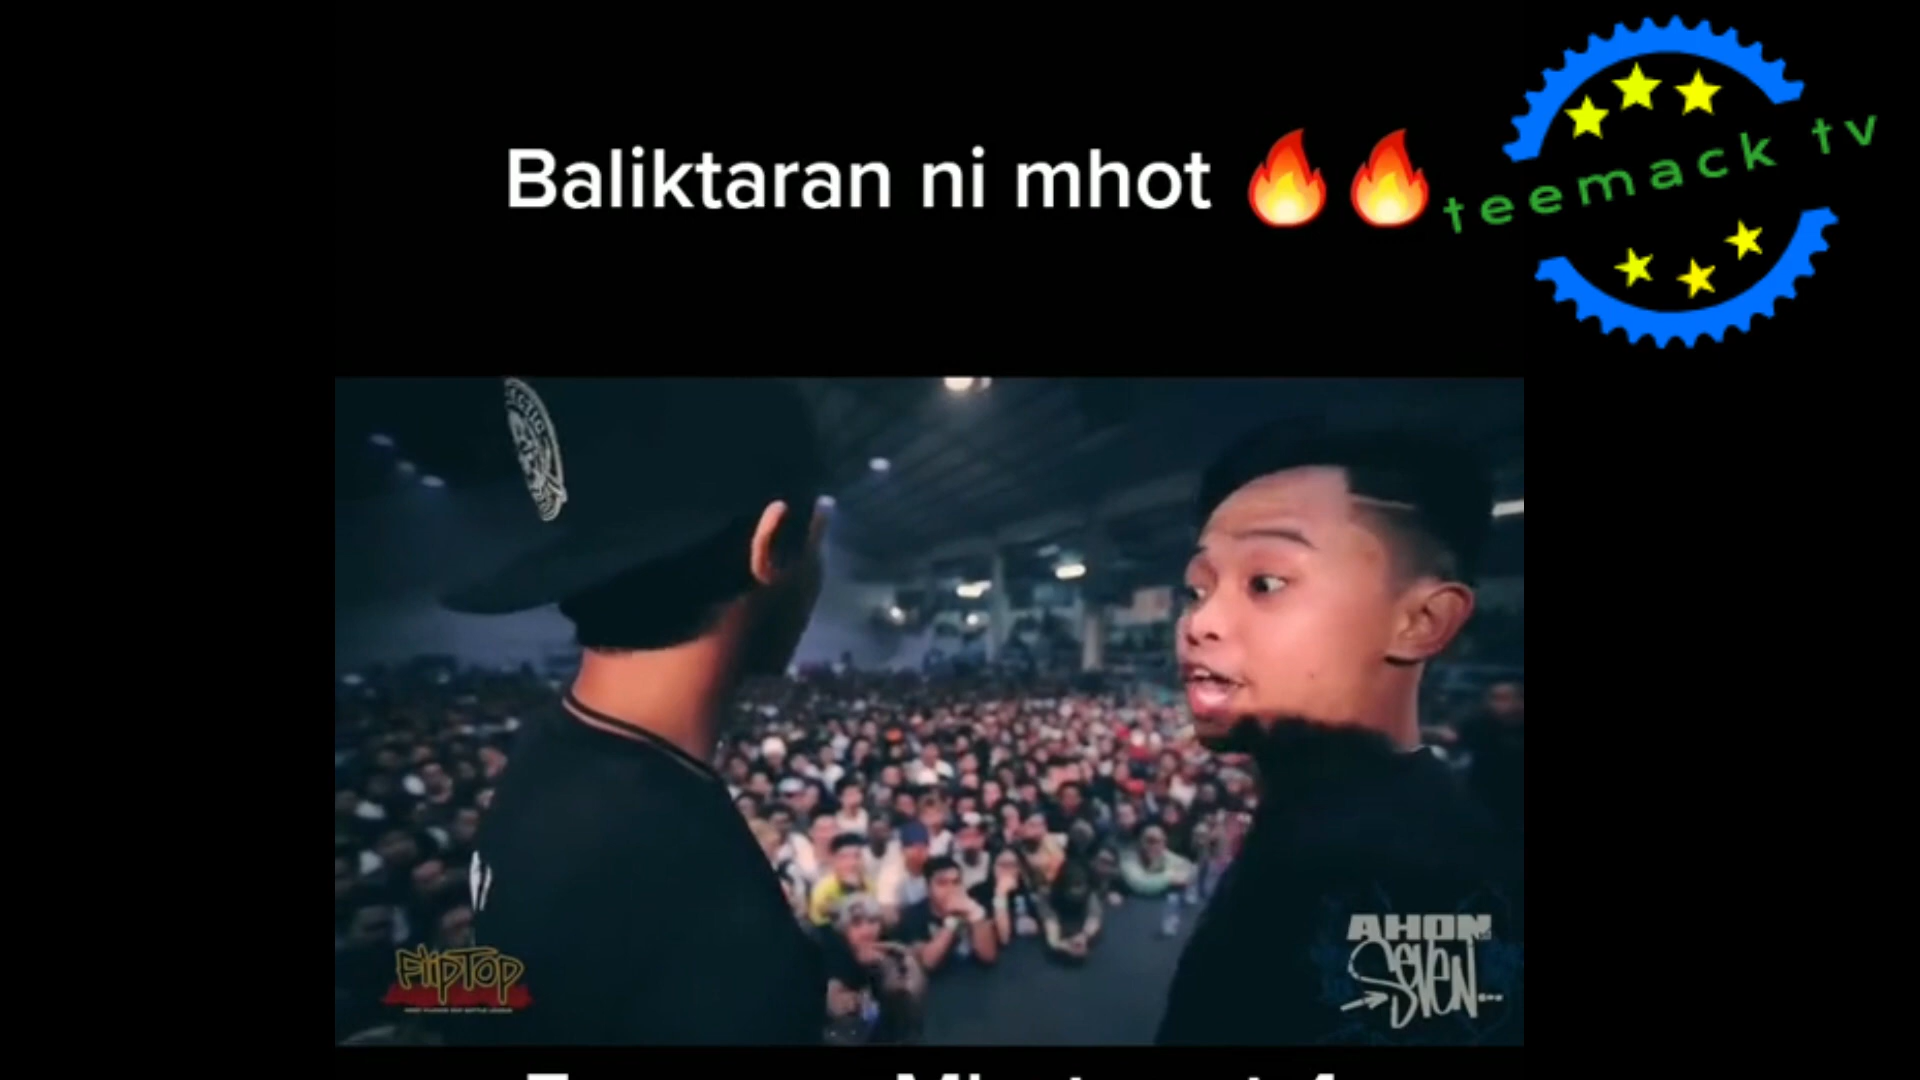 Baliktaran ni mhot 🔥🔥
teemack tv
FlipTop
AHON
SEVEN